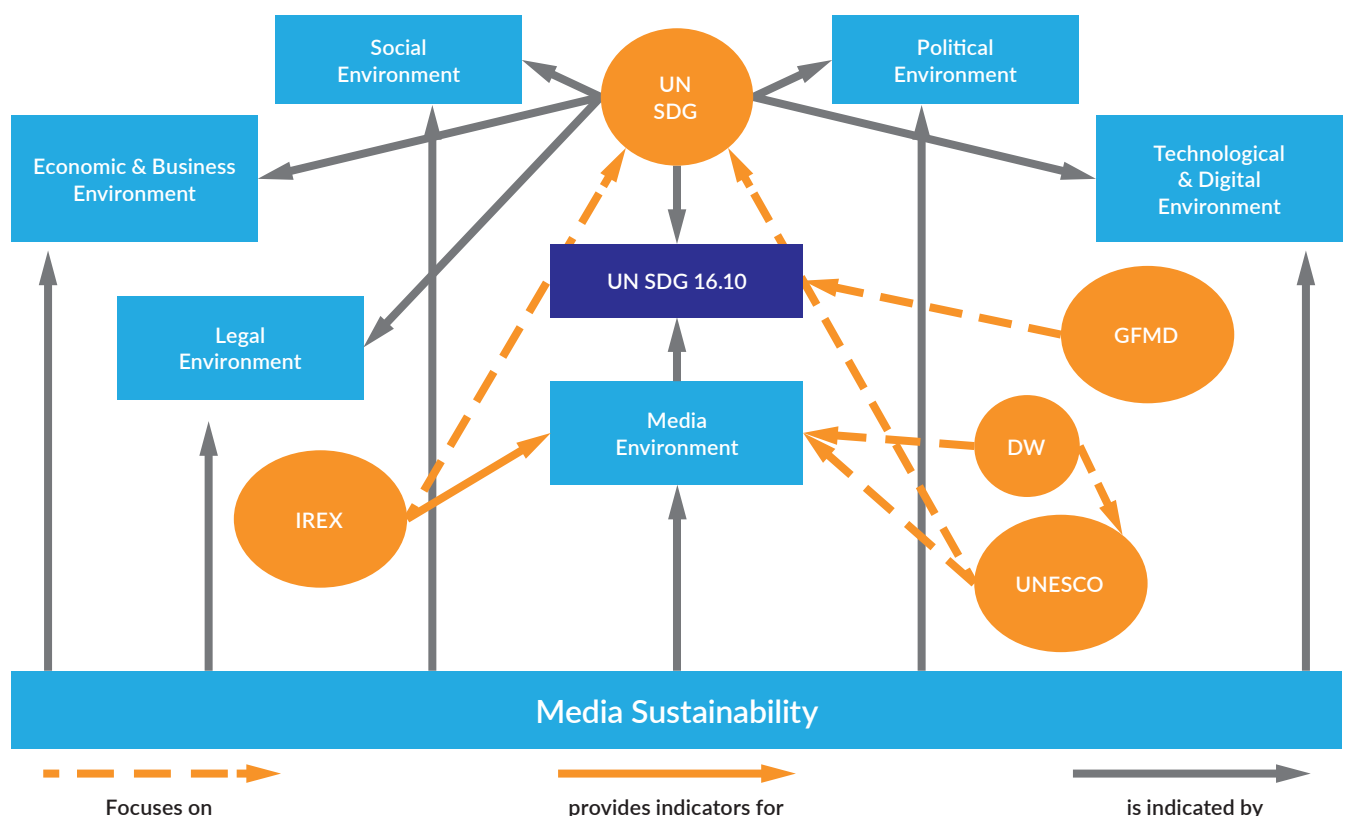 Social
Environment
UN
SDG
Political
Environment
Economic & Business
Environment
Technological
& Digital
Environment
UN SDG 16.10
Legal
Environment
GFMD
Media
Environment
DW
IREX
UNESCO
Media Sustainability
Focuses on
provides indicators for
is indicated by